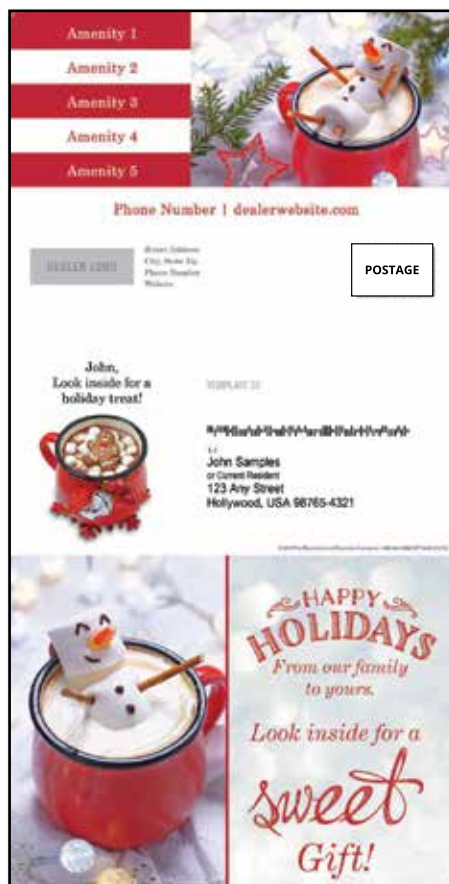 Amenity 1
Amenity 2
Amenity 3
Amenity 4
Amenity 5
Phone Number | dealerwebsite.com
DEALER LOGO
Street Address
City, State Zip
Phone Number
Website
POSTAGE
John,
Look inside for a
holiday treat!
TEMPLATE ID
John Samples
or Current Resident
123 Any Street
Hollywood, USA 98765-4321
HAPPY
HOLIDAYS
From our family
to yours.
Look inside for a
sweet
Gift!